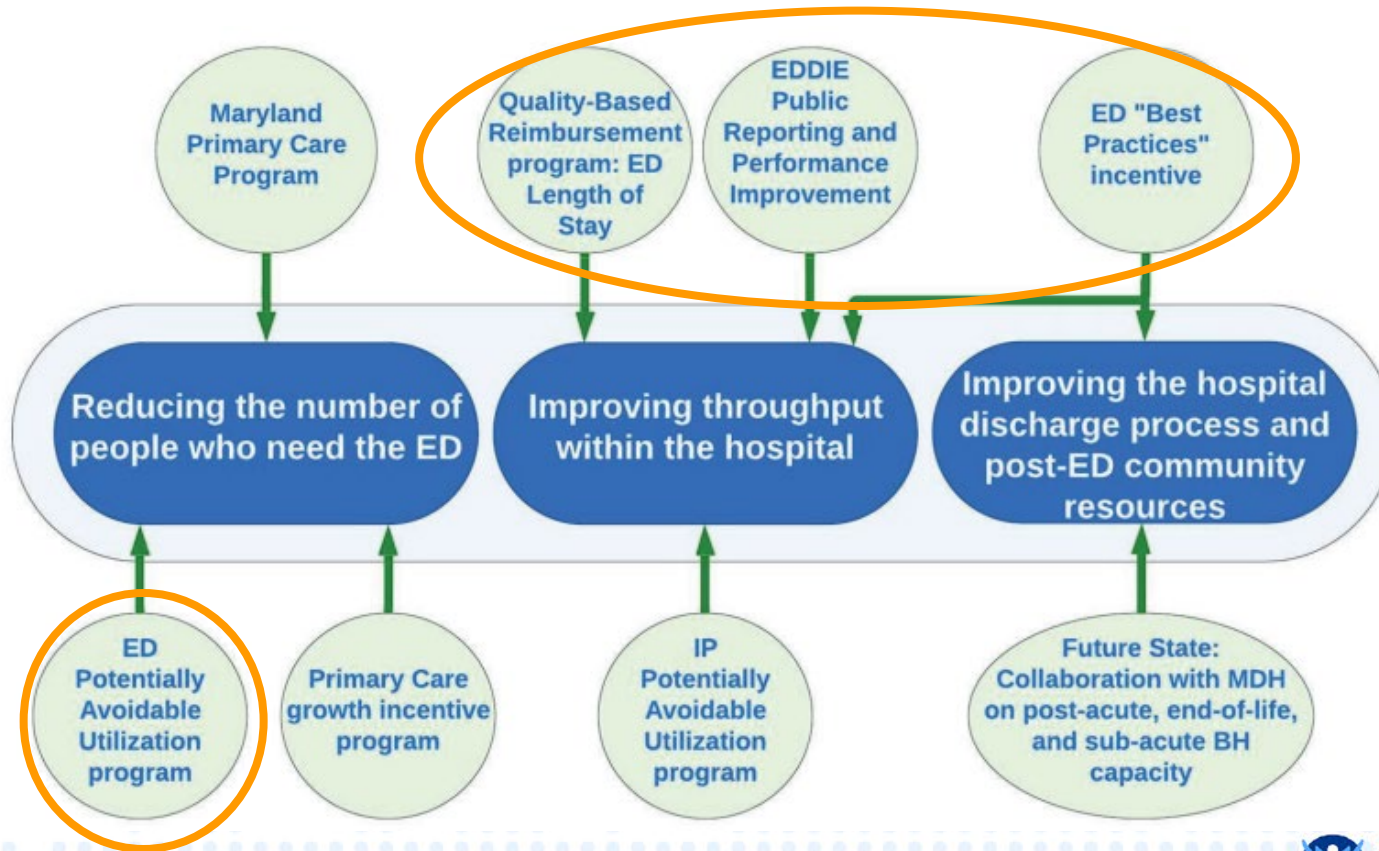 Maryland
Primary Care
Program
Quality-Based
Reimbursement
program: ED
Length of
Stay
EDDIE
Public
Reporting and
Performance
Improvement
ED "Best
Practices"
incentive
Reducing the number of
people who need the ED
Improving throughput
within the hospital
Improving the hospital
discharge process and
post-ED community
resources
ED
Potentially
Avoidable
Utilization
program
Primary Care
growth incentive
program
IP
Potentially
Avoidable
Utilization
program
Future State:
Collaboration with MDH
on post-acute, end-of-life,
and sub-acute BH
capacity